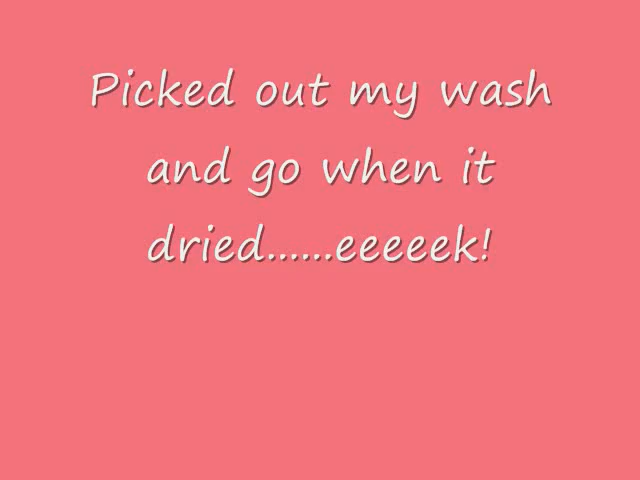 Picked out my wash
and go when it
dried......eeeeek!